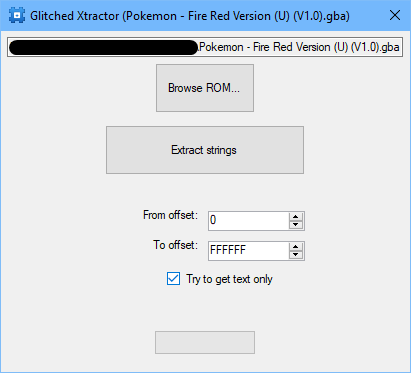 Glitched Xtractor (Pokemon - Fire Red Version (U) (V1.0).gba)
\Pokemon - Fire Red Version (U) (V1.0).gba
Browse ROM...
Extract strings
From offset: 0
To offset: FFFFFF
Try to get text only